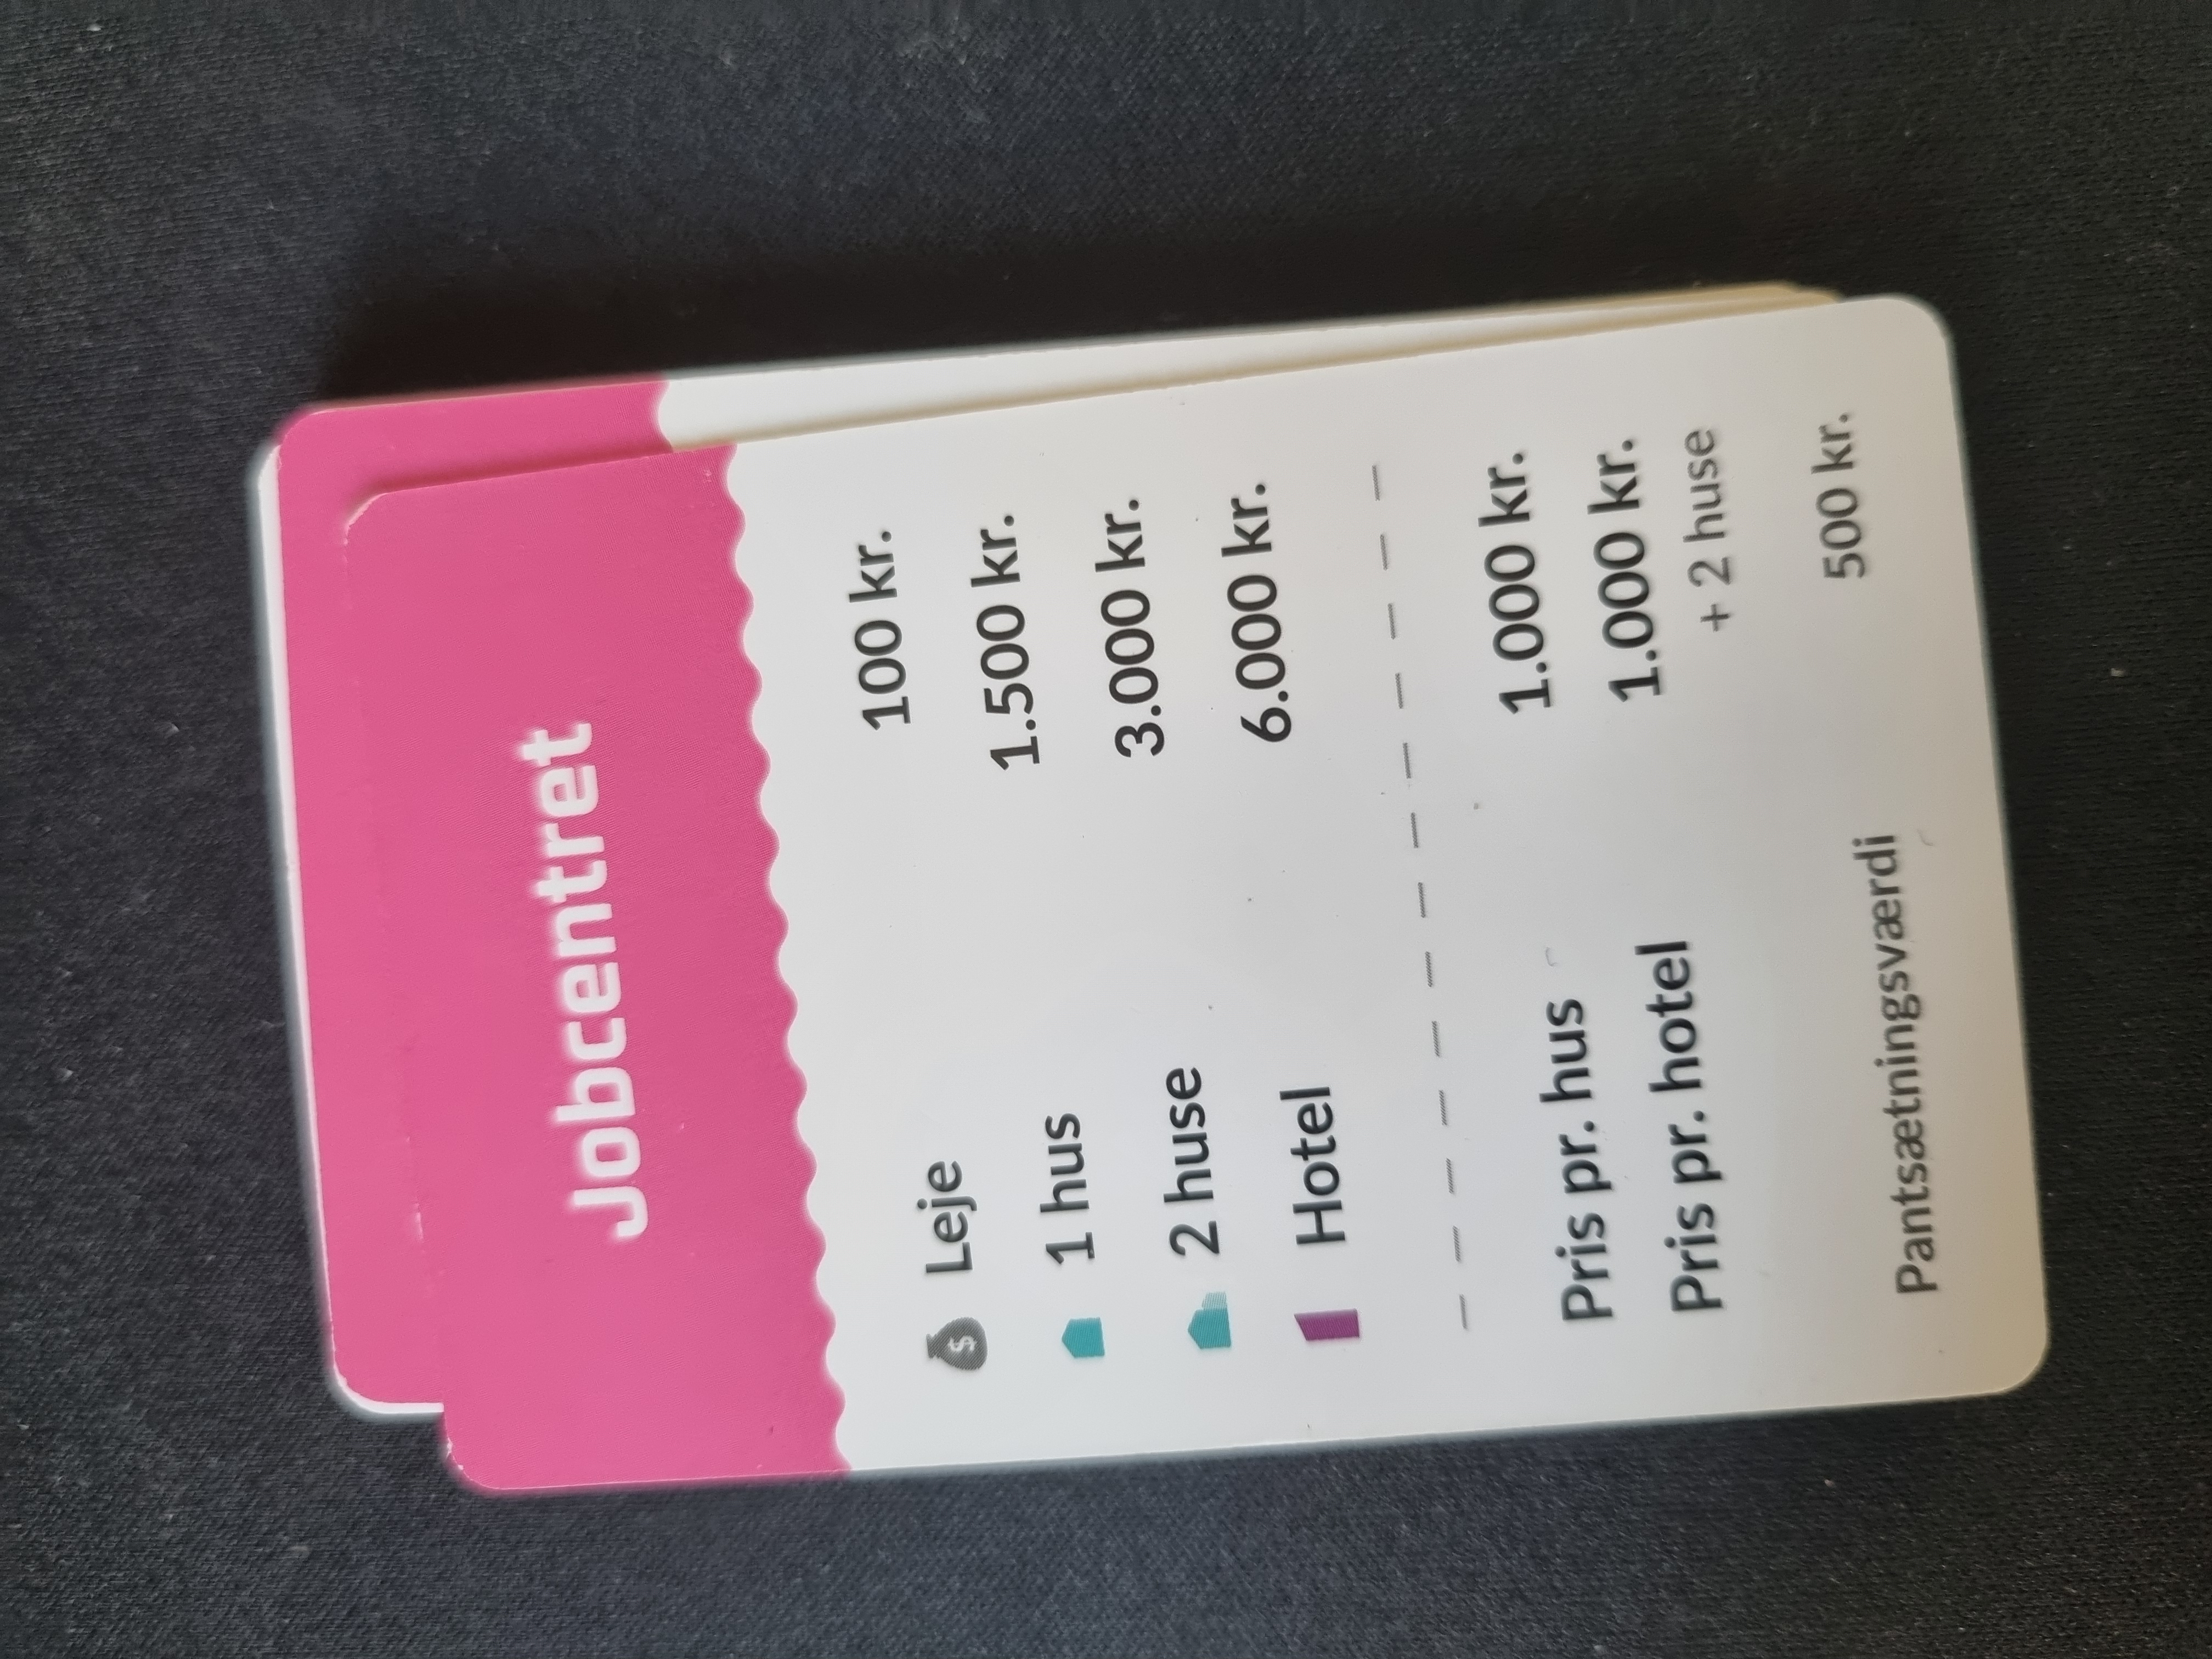 Jobcentret
Leje 100 kr.
1 hus 1.500 kr.
2 huse 3.000 kr.
Hotel 6.000 kr.
Pris pr. hus 1.000 kr.
Pris pr. hotel 1.000 kr.
+ 2 huse
Pantsætningsværdi 500 kr.